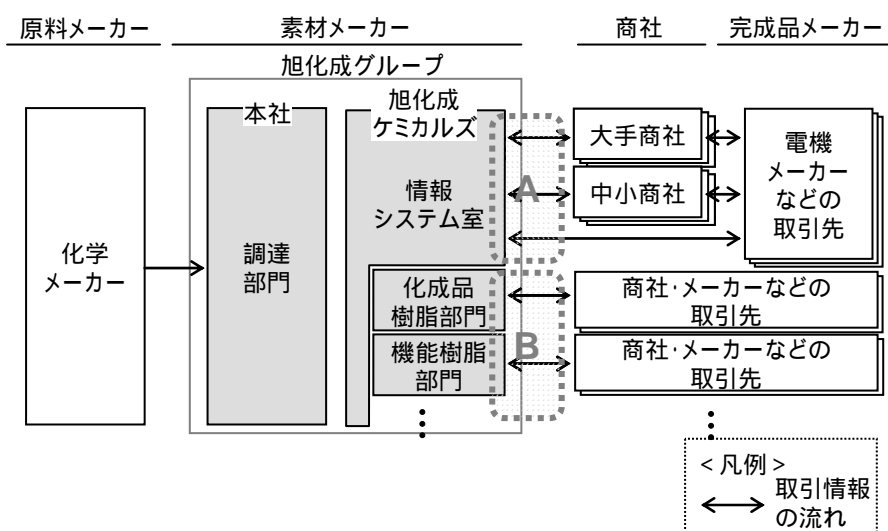 原料メーカー
素材メーカー
商社
完成品メーカー
旭化成グループ
本社
旭化成
ケミカルズ
大手商社
電機
メーカー
などの
取引先
情報
システム室
A
中小商社
化学
メーカー
調達
部門
化成品
樹脂部門
商社・メーカーなどの
取引先
機能樹脂
部門
B
商社・メーカーなどの
取引先
<凡例>
取引情報
の流れ